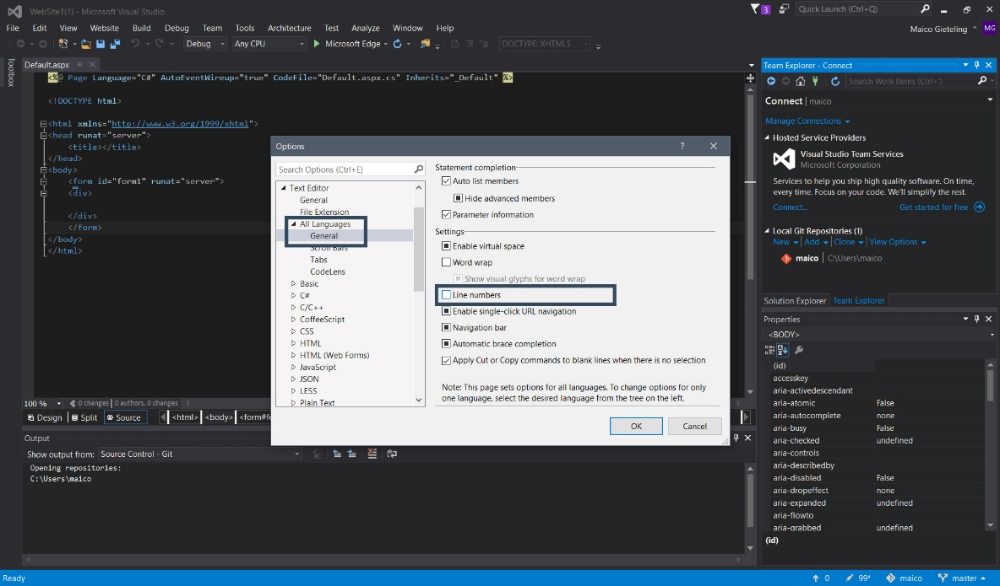 WebSite1(1) - Microsoft Visual Studio
3
Quick Launch (Ctrl+Q)
File Edit View Website Build Debug Team Tools Architecture Test Analyze Window Help
Maico Gieteling MG
Debug Any CPU Microsoft Edge DOCTYPE: XHTML5
Toolbox
Default.aspx
<%@ Page Language="C#" AutoEventWireup="true" CodeFile="Default.aspx.cs" Inherits="_Default" %>
<!DOCTYPE html>
<html xmlns="http://www.w3.org/1999/xhtml">
<head runat="server">
<title></title>
</head>
<body>
<form id="form1" runat="server">
<div>
</div>
</form>
</body>
</html>
100 %
0 changes | 0 authors, 0 changes
Design Split Source <html> <body> <form#fo
Options
?
Search Options (Ctrl+E)
Text Editor
General
File Extension
All Languages
General
Scroll Bars
Tabs
CodeLens
Basic
C#
C/C++
CoffeeScript
CSS
HTML
HTML (Web Forms)
JavaScript
JSON
LESS
Plain Text
Statement completion
Auto list members
Hide advanced members
Parameter information
Settings
Enable virtual space
Word wrap
Show visual glyphs for word wrap
Line numbers
Enable single-click URL navigation
Navigation bar
Automatic brace completion
Apply Cut or Copy commands to blank lines when there is no selection
Note: This page sets options for all languages. To change options for only
one language, select the desired language from the tree on the left.
OK Cancel
Output
Show output from: Source Control - Git
Opening repositories:
C:\Users\maico
Team Explorer - Connect
Search Work Items (Ctrl+')
Connect | maico
Manage Connections
Hosted Service Providers
Visual Studio Team Services
Microsoft Corporation
Services to help you ship high quality software. On time,
every time. Focus on your code. We'll simplify the rest.
Connect... Get started for free
Local Git Repositories (1)
New Add Clone View Options
maico C:\Users\maico
Solution Explorer Team Explorer
Properties
<BODY>
(id)
accesskey
aria-activedescendant
aria-atomic False
aria-autocomplete none
aria-busy False
aria-checked undefined
aria-controls
aria-describedby
aria-disabled False
aria-dropeffect none
aria-expanded undefined
aria-flowto
aria-grabbed undefined
(id)
Ready
0 99+ maico master